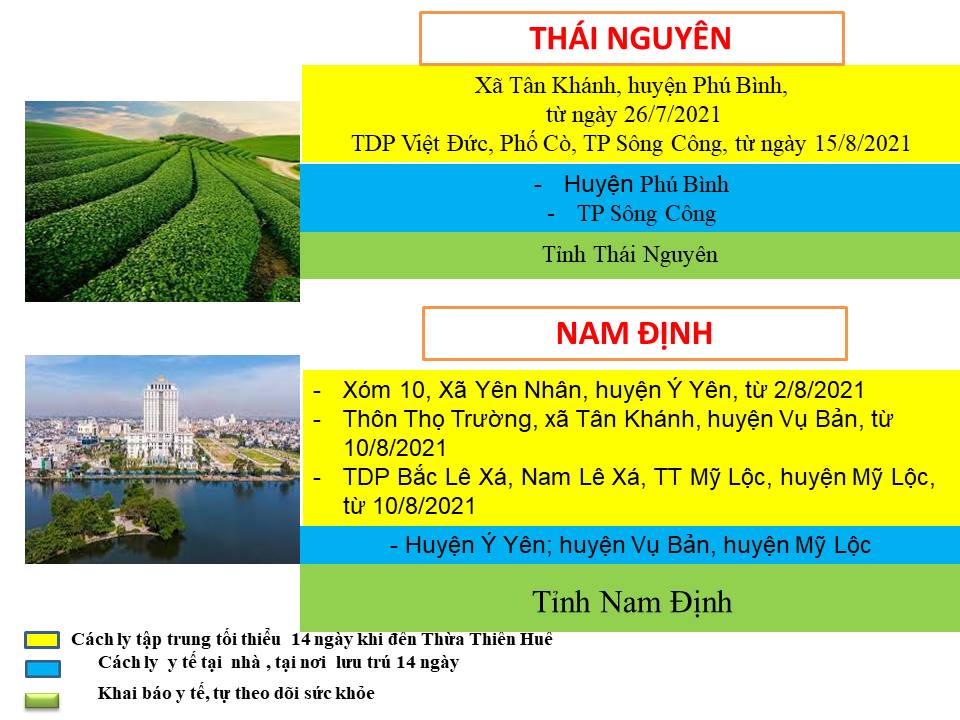 THÁI NGUYÊN
Xã Tân Khánh, huyện Phú Bình,
từ ngày 26/7/2021
TDP Việt Đức, Phố Cò, TP Sông Công, từ ngày 15/8/2021
- Huyện Phú Bình
- TP Sông Công
Tỉnh Thái Nguyên
NAM ĐỊNH
- Xóm 10, Xã Yên Nhân, huyện Ý Yên, từ 2/8/2021
- Thôn Thọ Trường, xã Tân Khánh, huyện Vụ Bản, từ
10/8/2021
- TDP Bắc Lê Xá, Nam Lê Xá, TT Mỹ Lộc, huyện Mỹ Lộc,
từ 10/8/2021
- Huyện Ý Yên; huyện Vụ Bản, huyện Mỹ Lộc
Tỉnh Nam Định
Cách ly tập trung tối thiểu 14 ngày khi đến Thừa Thiên Huế
Cách ly y tế tại nhà , tại nơi lưu trú 14 ngày
Khai báo y tế, tự theo dõi sức khỏe